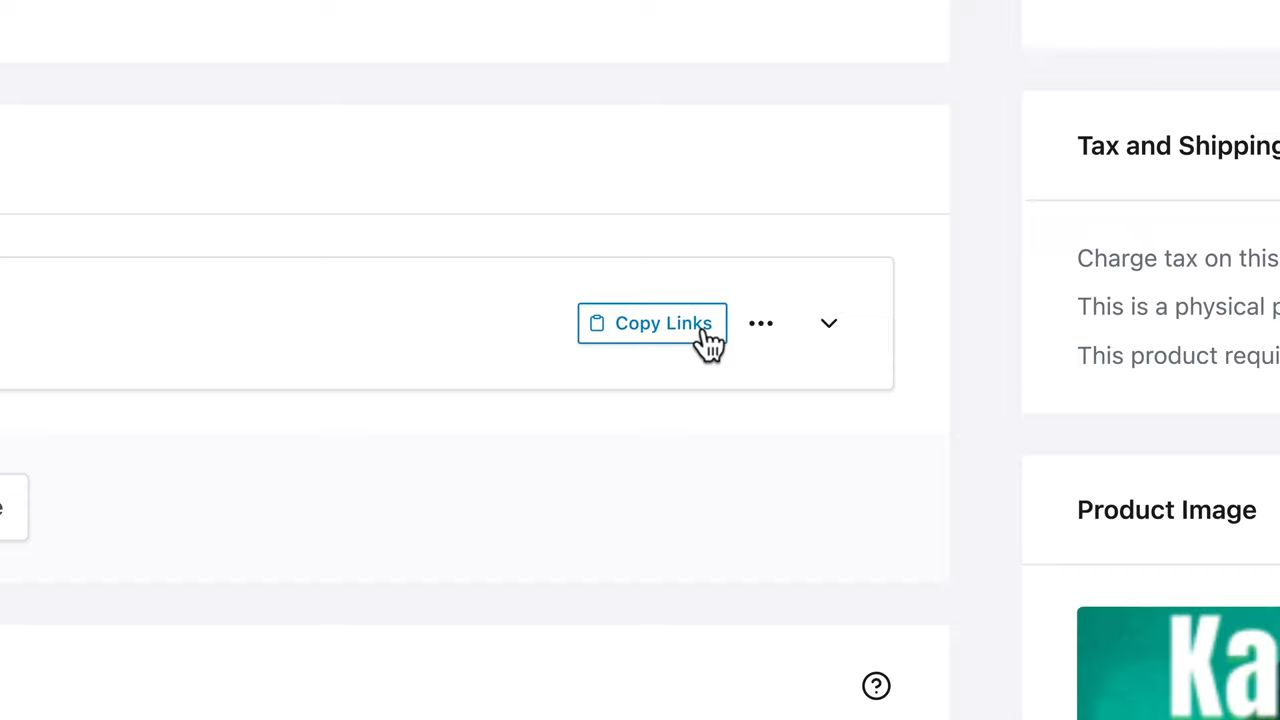 Tax and Shipping
Charge tax on this
This is a physical
This product requi
Copy Links
Product Image
Ka